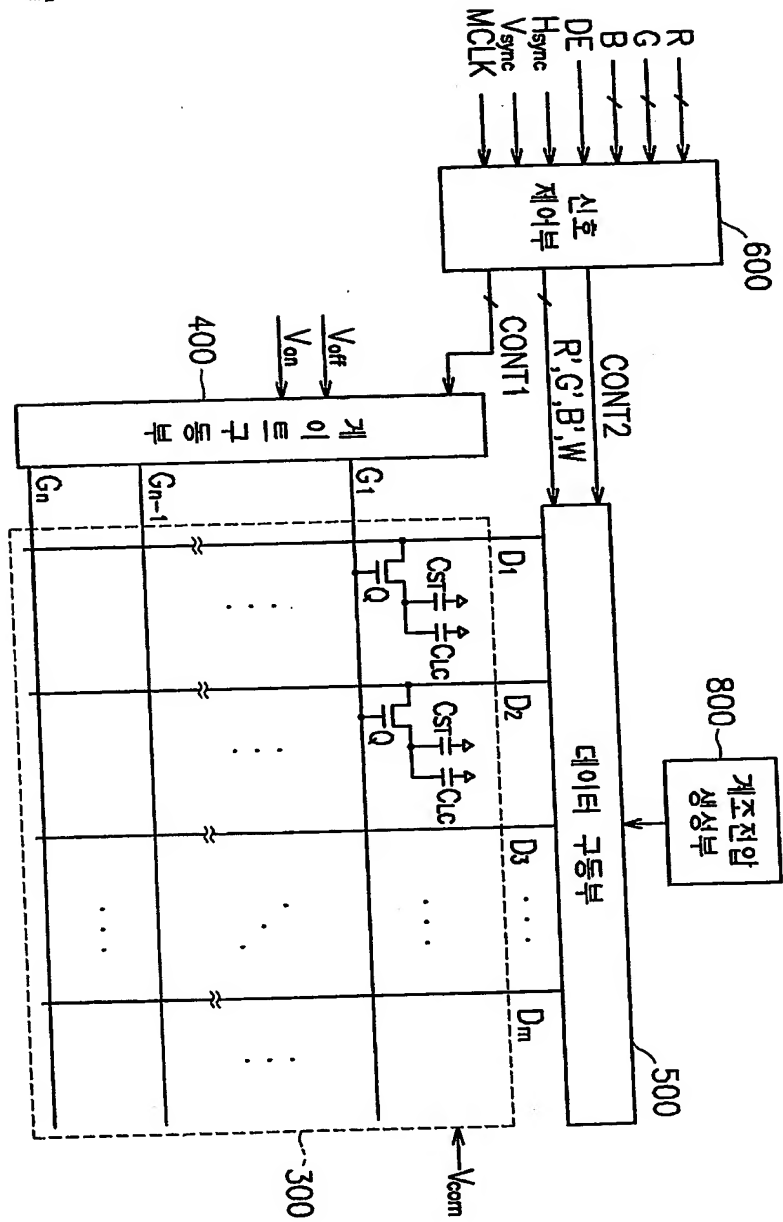 R
G
B
DE
Hsync
Vsync
MCLK
신호
제어부
600
CONT2
R',G',B',W
CONT1
계조전압
생성부
800
데이터 구동부
500
Voff
Von
400
게이트구동부
D1
D2
D3
Dm
G1
Gn-1
Gn
Q
CST
CLC
Q
CST
CLC
Vcom
300